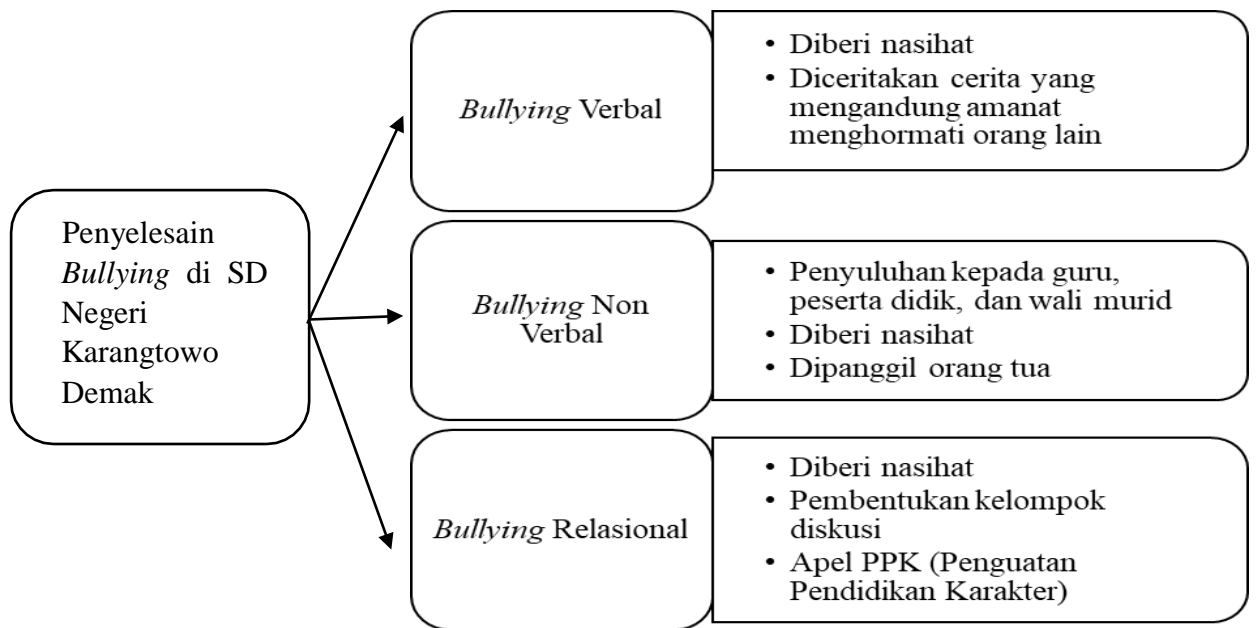 Penyelesain
Bullying di SD
Negeri
Karangtowo
Demak
Bullying Verbal
• Diberi nasihat
• Diceritakan cerita yang
mengandung amanat
menghormati orang lain
Bullying Non
Verbal
• Penyuluhan kepada guru,
peserta didik, dan wali murid
• Diberi nasihat
• Dipanggil orang tua
Bullying Relasional
• Diberi nasihat
• Pembentukan kelompok
diskusi
• Apel PPK (Penguatan
Pendidikan Karakter)